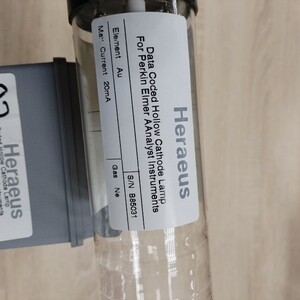 Heraeus
Data Coded Hollow Cathode Lamp
For Perkin Elmer AAnalyst Instruments
S/N B85031
Element Au
Gas Ne
Max Current 20mA
Heraeus